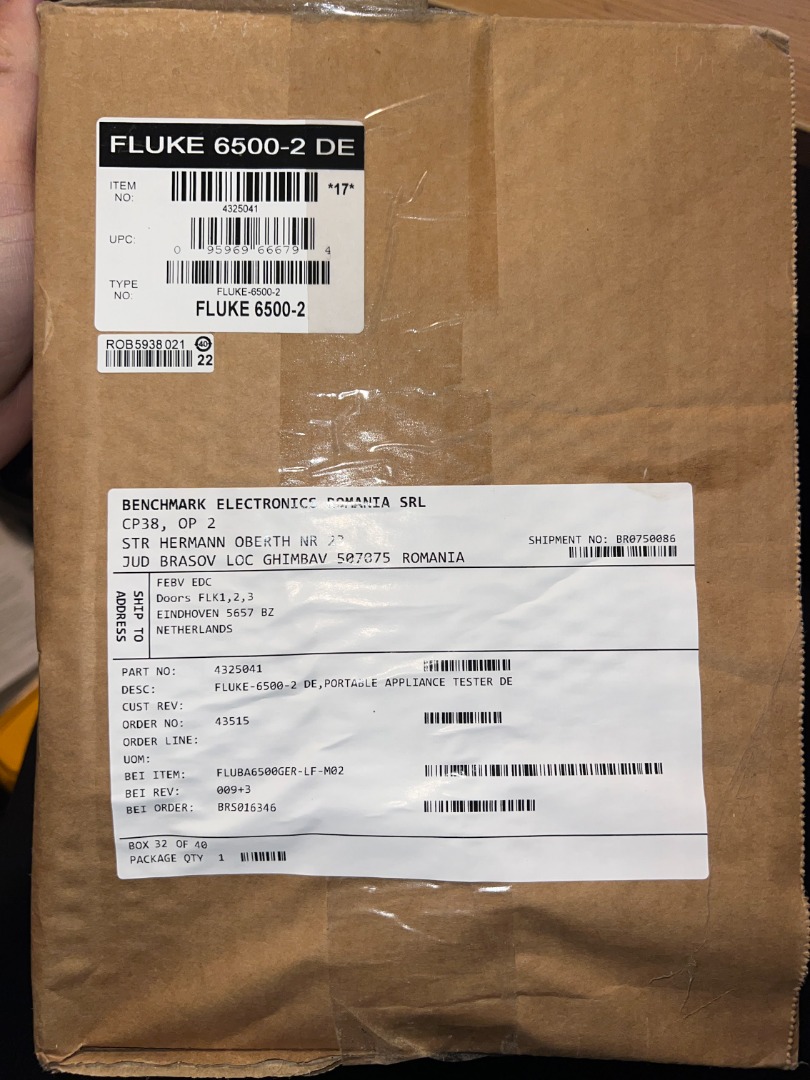 FLUKE 6500-2 DE
ITEM NO: *17*
4325041
UPC: 0 95969 66679 4
TYPE NO: FLUKE-6500-2
FLUKE 6500-2
ROB5938021 40
22
BENCHMARK ELECTRONICS ROMANIA SRL
CP38, OP 2
STR HERMANN OBERTH NR
SHIPMENT NO: BR0750086
JUD BRASOV LOC GHIMBAV 507075 ROMANIA
SHIP TO ADDRESS
FEBV EDC
Doors FLK1,2,3
EINDHOVEN 5657 BZ
NETHERLANDS
PART NO: 4325041
DESC: FLUKE-6500-2 DE,PORTABLE APPLIANCE TESTER DE
CUST REV:
ORDER NO: 43515
ORDER LINE:
UOM:
BEI ITEM: FLUBA6500GER-LF-M02
BEI REV: 009+3
BEI ORDER: BRS016346
BOX 32 OF 40
PACKAGE QTY 1